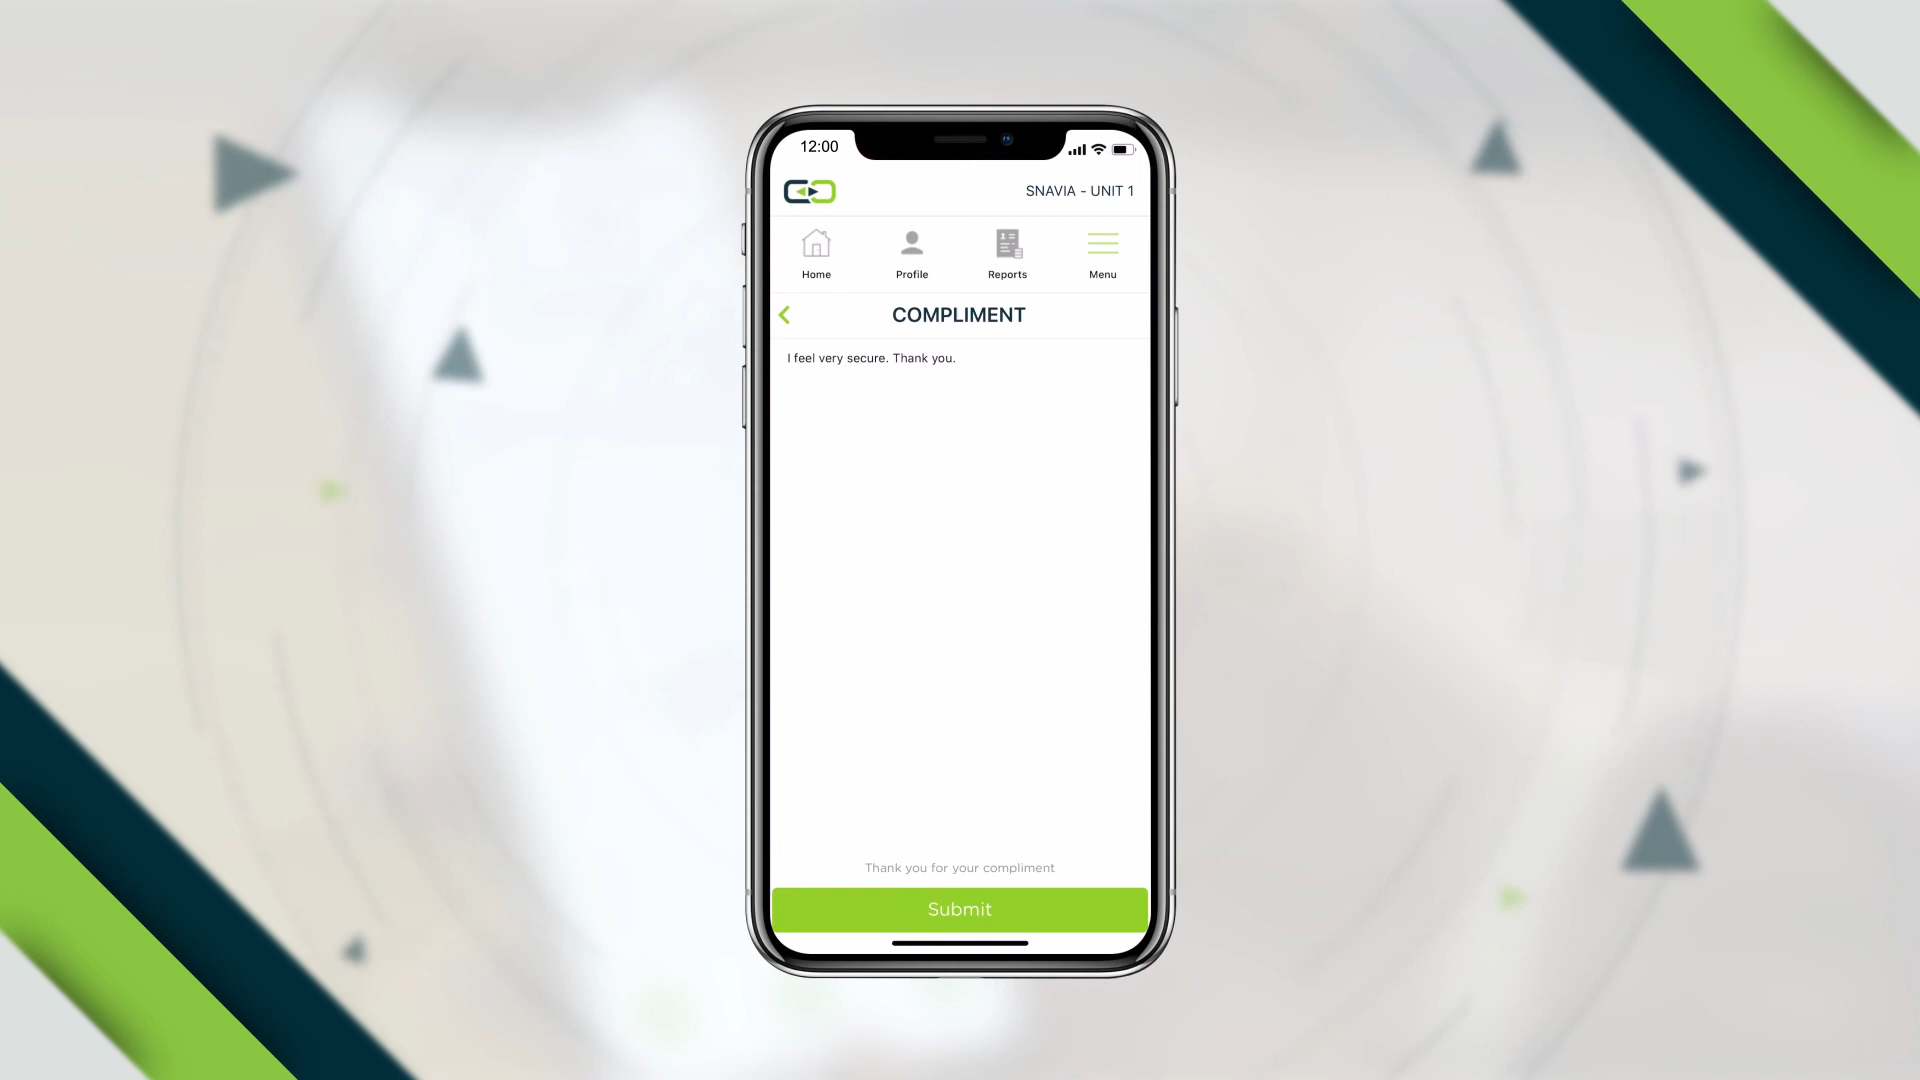 12:00
SNAVIA - UNIT 1
Home
Profile
Reports
Menu
COMPLIMENT
I feel very secure. Thank you.
Thank you for your compliment
Submit